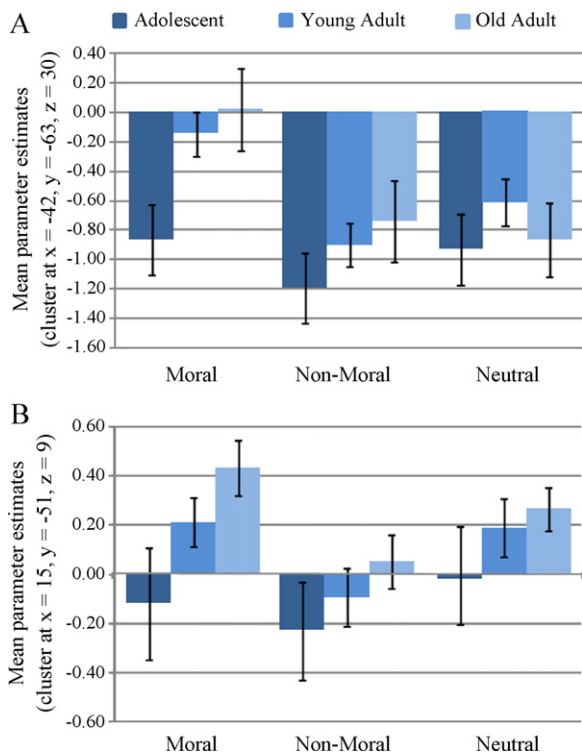 A
Adolescent Young Adult Old Adult
Mean parameter estimates
(cluster at x = -42, y = -63, z = 30)
0.40
0.20
0.00
-0.20
-0.40
-0.60
-0.80
-1.00
-1.20
-1.40
-1.60
Moral Non-Moral Neutral
B
Mean parameter estimates
(cluster at x = 15, y = -51, z = 9)
0.60
0.40
0.20
0.00
-0.20
-0.40
-0.60
Moral Non-Moral Neutral